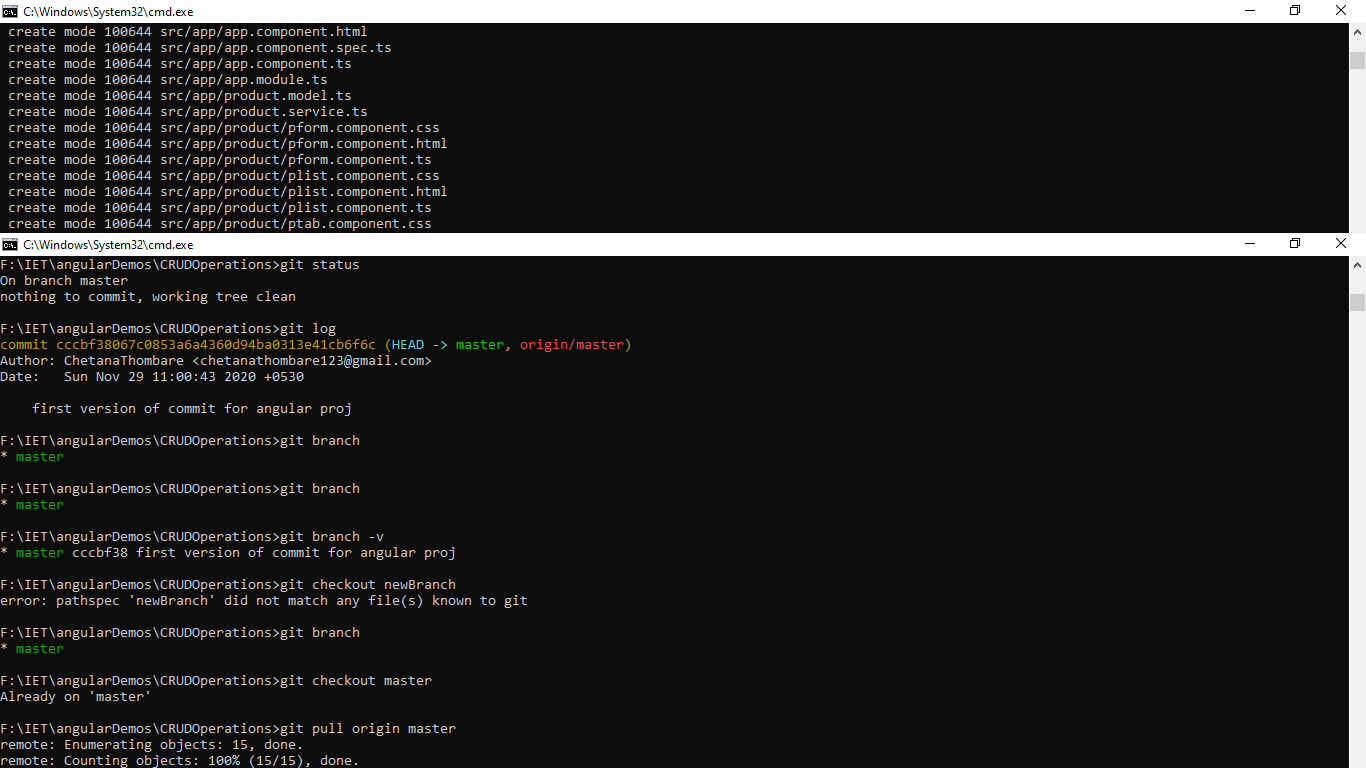 C:\Windows\System32\cmd.exe
create mode 100644 src/app/app.component.html
create mode 100644 src/app/app.component.spec.ts
create mode 100644 src/app/app.component.ts
create mode 100644 src/app/app.module.ts
create mode 100644 src/app/product.model.ts
create mode 100644 src/app/product.service.ts
create mode 100644 src/app/product/pform.component.css
create mode 100644 src/app/product/pform.component.html
create mode 100644 src/app/product/pform.component.ts
create mode 100644 src/app/product/plist.component.css
create mode 100644 src/app/product/plist.component.html
create mode 100644 src/app/product/plist.component.ts
create mode 100644 src/app/product/ptab.component.css
C:\Windows\System32\cmd.exe
F:\IET\angularDemos\CRUDOperations>git status
On branch master
nothing to commit, working tree clean
F:\IET\angularDemos\CRUDOperations>git log
commit cccbf38067c0853a6a4360d94ba0313e41cb6f6c (HEAD -> master, origin/master)
Author: ChetanaThombare <chetanathombare123@gmail.com>
Date:   Sun Nov 29 11:00:43 2020 +0530
first version of commit for angular proj
F:\IET\angularDemos\CRUDOperations>git branch
* master
F:\IET\angularDemos\CRUDOperations>git branch
* master
F:\IET\angularDemos\CRUDOperations>git branch -v
* master cccbf38 first version of commit for angular proj
F:\IET\angularDemos\CRUDOperations>git checkout newBranch
error: pathspec 'newBranch' did not match any file(s) known to git
F:\IET\angularDemos\CRUDOperations>git branch
* master
F:\IET\angularDemos\CRUDOperations>git checkout master
Already on 'master'
F:\IET\angularDemos\CRUDOperations>git pull origin master
remote: Enumerating objects: 15, done.
remote: Counting objects: 100% (15/15), done.